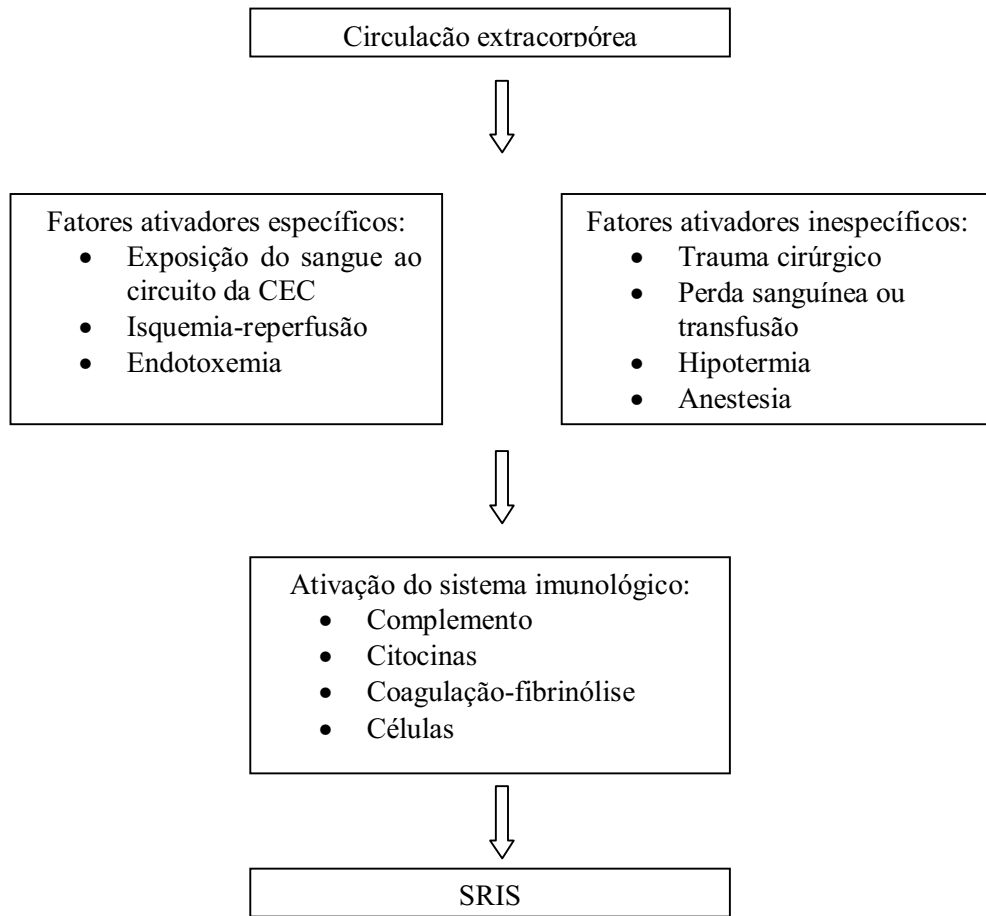 Circulação extracorpórea
Fatores ativadores específicos:
• Exposição do sangue ao
circuito da CEC
• Isquemia-reperfusão
• Endotoxemia
Fatores ativadores inespecíficos:
• Trauma cirúrgico
• Perda sanguínea ou
transfusão
• Hipotermia
• Anestesia
Ativação do sistema imunológico:
• Complemento
• Citocinas
• Coagulação-fibrinólise
• Células
SRIS